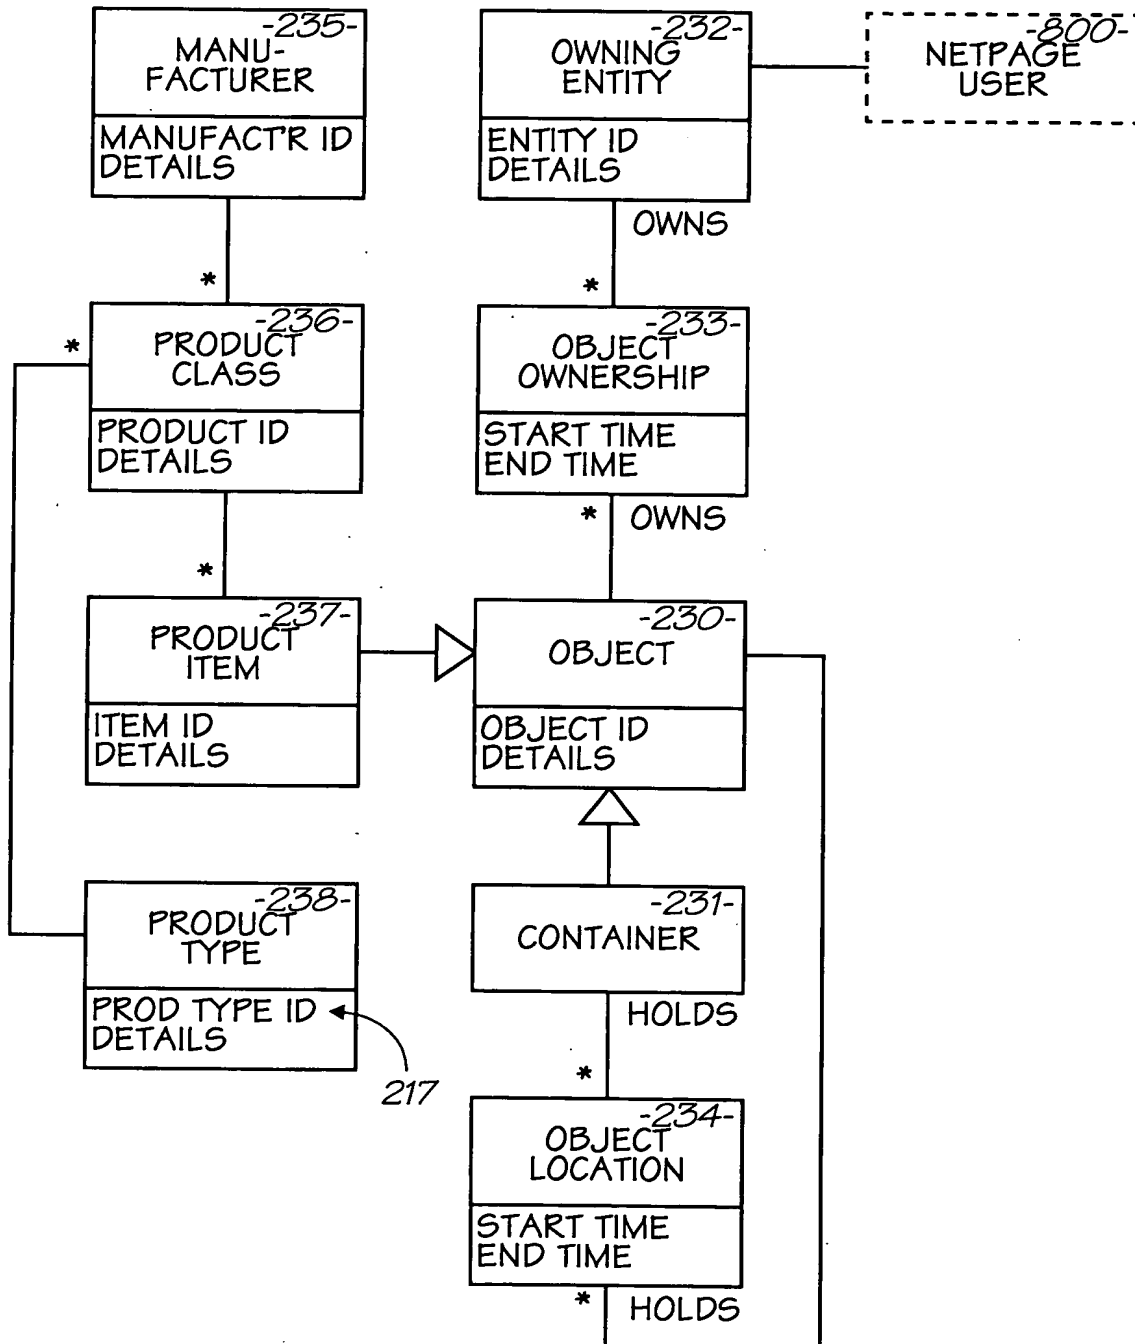 -235-
MANU-
FACTURER
MANUFACT'R ID
DETAILS
-232-
OWNING
ENTITY
ENTITY ID
DETAILS
-800-
NETPAGE
USER
OWNS
*
*
-236-
PRODUCT
CLASS
PRODUCT ID
DETAILS
*
-233-
OBJECT
OWNERSHIP
START TIME
END TIME
* OWNS
*
-237-
PRODUCT
ITEM
ITEM ID
DETAILS
-230-
OBJECT
OBJECT ID
DETAILS
-238-
PRODUCT
TYPE
PROD TYPE ID
DETAILS
217
-231-
CONTAINER
HOLDS
*
-234-
OBJECT
LOCATION
START TIME
END TIME
* HOLDS